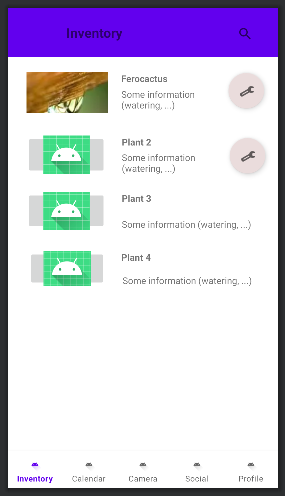 Inventory
Ferocactus
Some information
(watering, ...)
Plant 2
Some information
(watering, ...)
Plant 3
Some information (watering, ...)
Plant 4
Some information (watering, ...)
Inventory Calendar Camera Social Profile